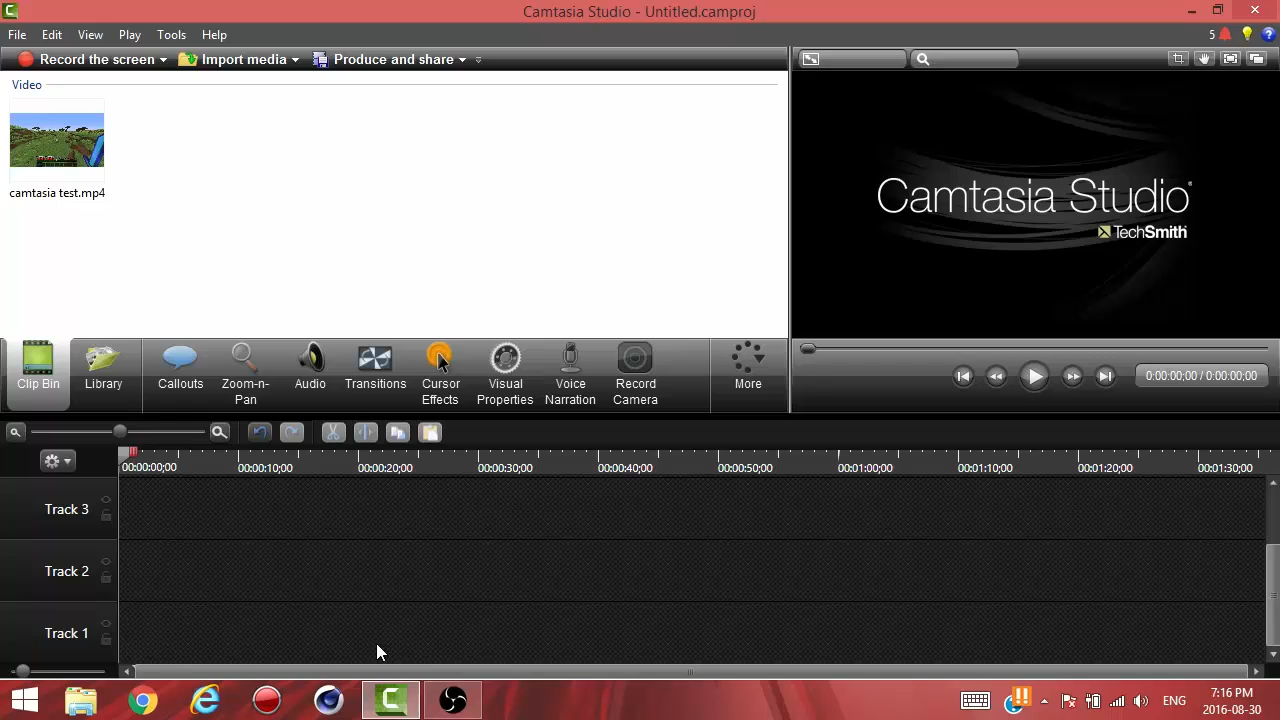 Camtasia Studio - Untitled.camproj
File Edit View Play Tools Help
5
Record the screen Import media Produce and share
Video
camtasia test.mp4
Camtasia Studio®
TechSmith
Clip Bin
Library
Callouts
Zoom-n-
Pan
Audio
Transitions
Cursor
Effects
Visual
Properties
Voice
Narration
Record
Camera
More
0:00:00;00 / 0:00:00;00
00:00:00;00 00:00:10;00 00:00:20;00 00:00:30;00 00:00:40;00 00:00:50;00 00:01:00;00 00:01:10;00 00:01:20;00 00:01:30;00
Track 3
Track 2
Track 1
ENG
7:16 PM
2016-08-30